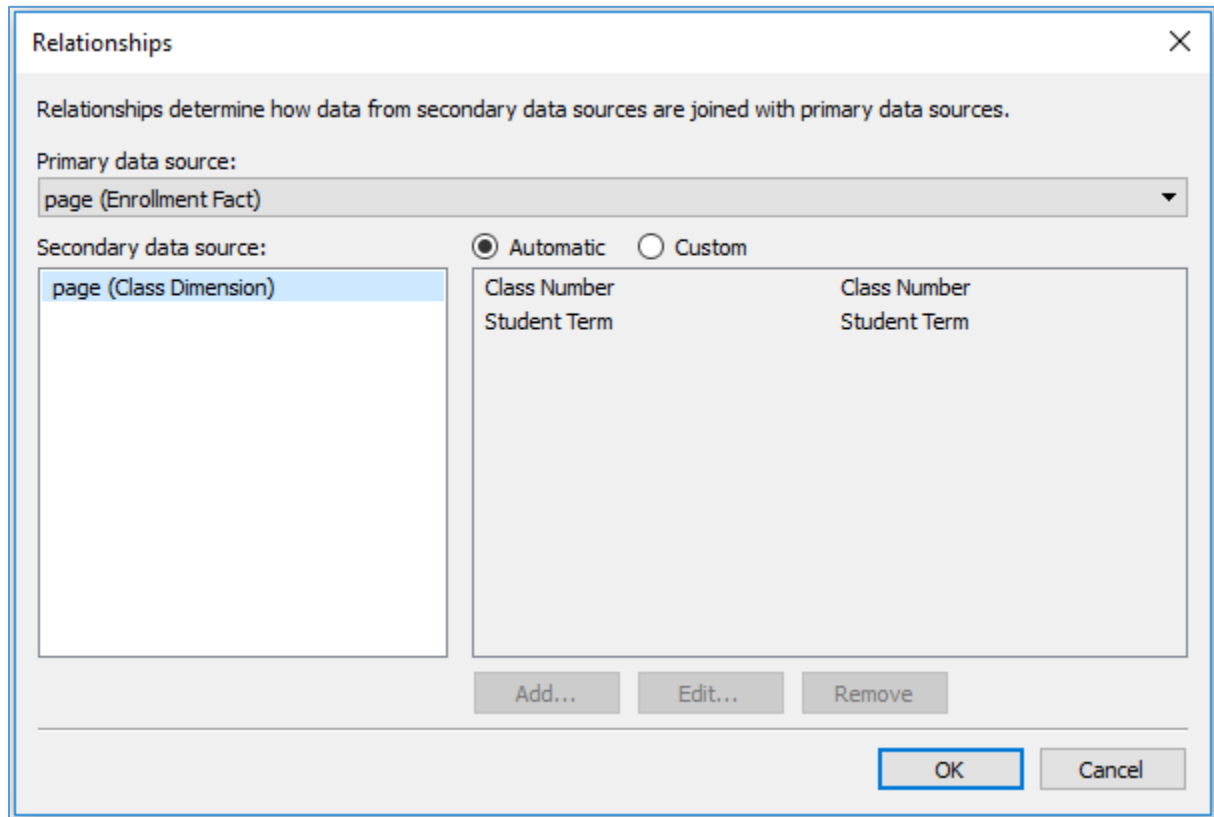 Relationships
Relationships determine how data from secondary data sources are joined with primary data sources.
Primary data source:
page (Enrollment Fact)
Secondary data source:
Automatic
Custom
page (Class Dimension)
Class Number Class Number
Student Term Student Term
Add...
Edit...
Remove
OK
Cancel